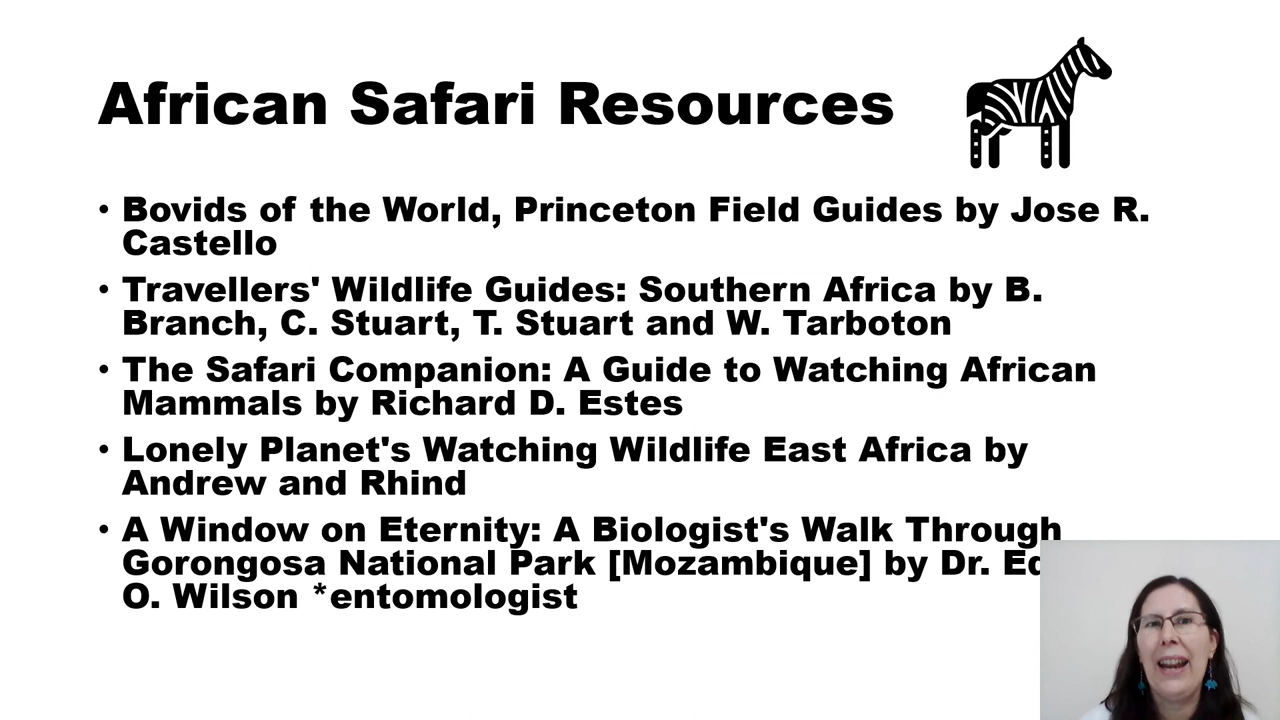 African Safari Resources
• Bovids of the World, Princeton Field Guides by Jose R.
Castello
• Travellers' Wildlife Guides: Southern Africa by B.
Branch, C. Stuart, T. Stuart and W. Tarboton
• The Safari Companion: A Guide to Watching African
Mammals by Richard D. Estes
• Lonely Planet's Watching Wildlife East Africa by
Andrew and Rhind
• A Window on Eternity: A Biologist's Walk Through
Gorongosa National Park [Mozambique] by Dr.
O. Wilson *entomologist